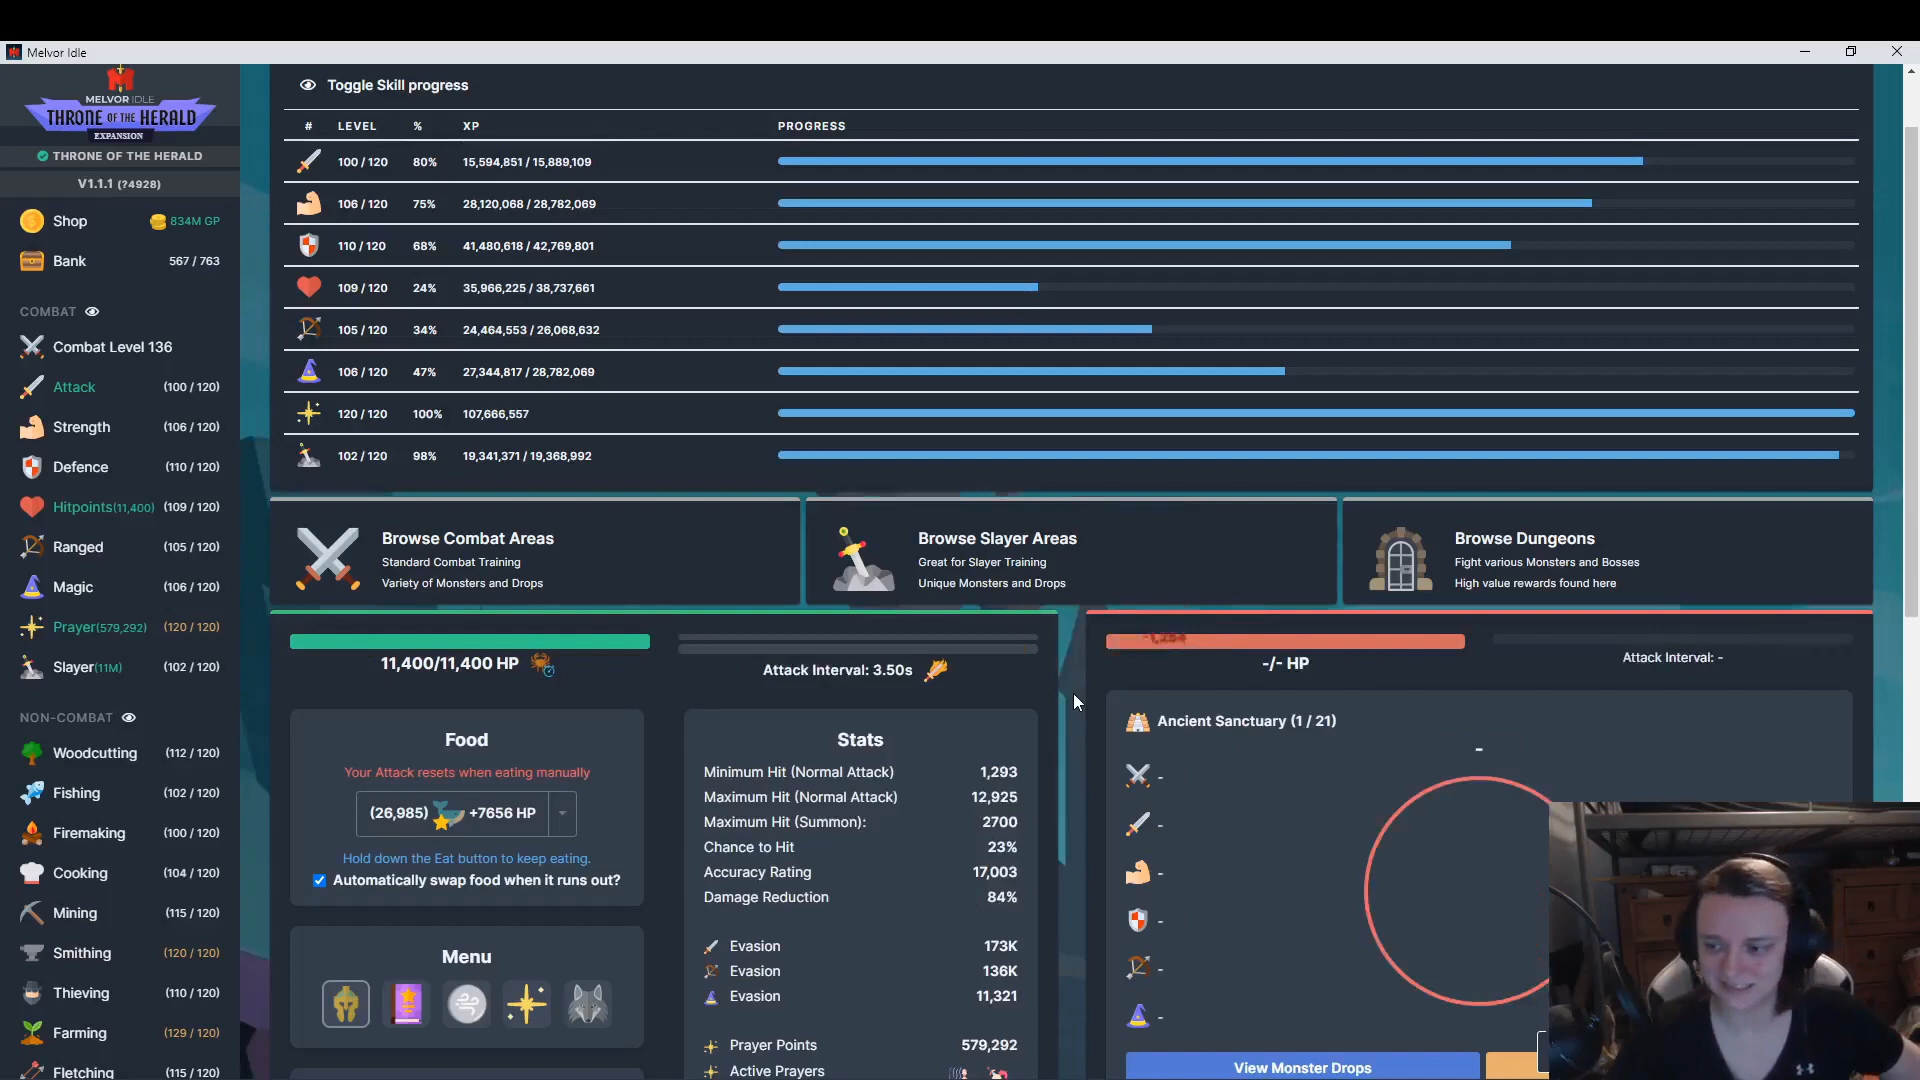 Melvor Idle
MELVOR IDLE
THRONE OF THE HERALD
EXPANSION
THRONE OF THE HERALD
V1.1.1 (?4928)
Shop 834M GP
Bank 567 / 763
COMBAT
Combat Level 136
Attack (100 / 120)
Strength (106 / 120)
Defence (110 / 120)
Hitpoints(11,400) (109 / 120)
Ranged (105 / 120)
Magic (106 / 120)
Prayer(579,292) (120 / 120)
Slayer(11M) (102 / 120)
NON-COMBAT
Woodcutting (112 / 120)
Fishing (102 / 120)
Firemaking (100 / 120)
Cooking (104 / 120)
Mining (115 / 120)
Smithing (120 / 120)
Thieving (110 / 120)
Farming (129 / 120)
Fletching (115 / 120)
Toggle Skill progress
# LEVEL % XP PROGRESS
100 / 120 80% 15,594,851 / 15,889,109
106 / 120 75% 28,120,068 / 28,782,069
110 / 120 68% 41,480,618 / 42,769,801
109 / 120 24% 35,966,225 / 38,737,661
105 / 120 34% 24,464,553 / 26,068,632
106 / 120 47% 27,344,817 / 28,782,069
120 / 120 100% 107,666,557
102 / 120 98% 19,341,371 / 19,368,992
Browse Combat Areas
Standard Combat Training
Variety of Monsters and Drops
Browse Slayer Areas
Great for Slayer Training
Unique Monsters and Drops
Browse Dungeons
Fight various Monsters and Bosses
High value rewards found here
11,400/11,400 HP
Attack Interval: 3.50s
Food
Your Attack resets when eating manually
(26,985) +7656 HP
Hold down the Eat button to keep eating.
Automatically swap food when it runs out?
Menu
Stats
Minimum Hit (Normal Attack) 1,293
Maximum Hit (Normal Attack) 12,925
Maximum Hit (Summon): 2700
Chance to Hit 23%
Accuracy Rating 17,003
Damage Reduction 84%
Evasion 173K
Evasion 136K
Evasion 11,321
Prayer Points 579,292
Active Prayers
-/- HP
Attack Interval: -
Ancient Sanctuary (1 / 21)
-
-
-
-
-
-
-
View Monster Drops